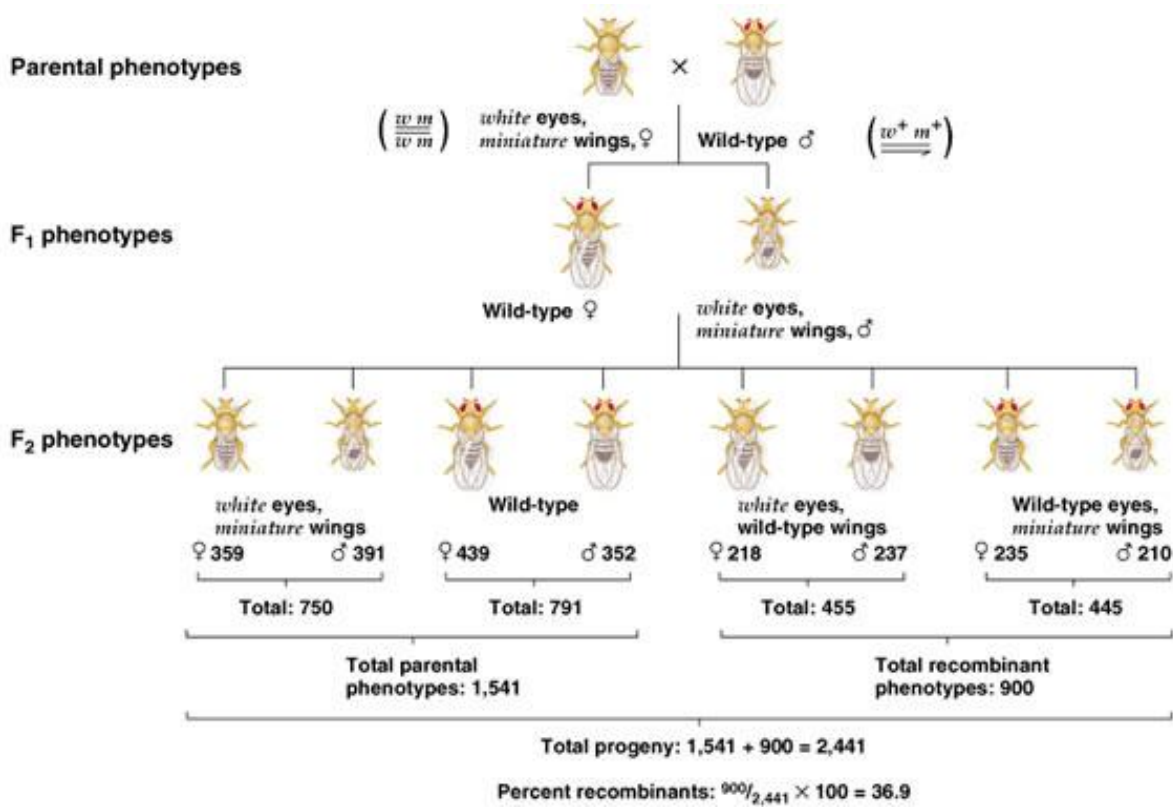 Parental phenotypes
×
( w m / w m )
white eyes,
miniature wings, ♀
Wild-type ♂
( w+ m+ )
F1 phenotypes
Wild-type ♀
white eyes,
miniature wings, ♂
F2 phenotypes
white eyes,
miniature wings
♀ 359 ♂ 391
Total: 750
Wild-type
♀ 439 ♂ 352
Total: 791
white eyes,
wild-type wings
♀ 218 ♂ 237
Total: 455
Wild-type eyes,
miniature wings
♀ 235 ♂ 210
Total: 445
Total parental
phenotypes: 1,541
Total recombinant
phenotypes: 900
Total progeny: 1,541 + 900 = 2,441
Percent recombinants: 900/2,441 × 100 = 36.9